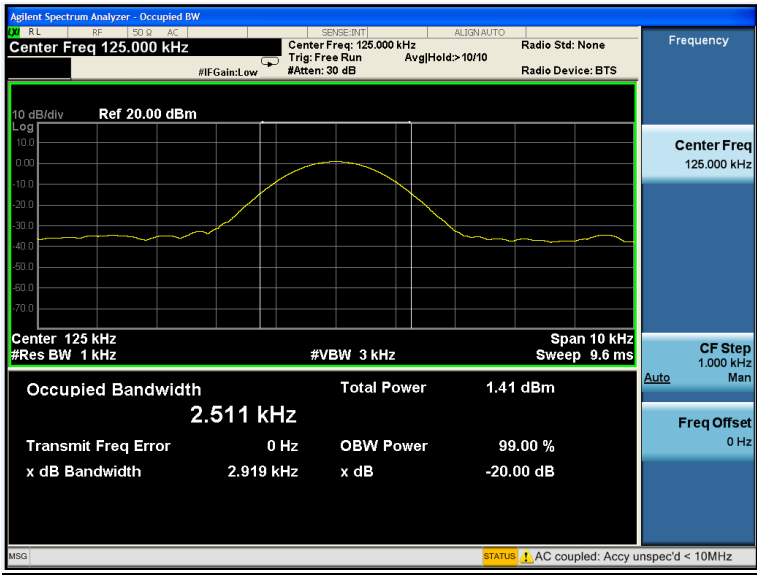 Agilent Spectrum Analyzer - Occupied BW
RL RF 50 Ω AC SENSE:INT ALIGN AUTO
Center Freq 125.000 kHz
Center Freq: 125.000 kHz Radio Std: None
Trig: Free Run Avg|Hold:> 10/10
#IFGain:Low #Atten: 30 dB Radio Device: BTS
10 dB/div Ref 20.00 dBm
Log
10.0
0.00
-10.0
-20.0
-30.0
-40.0
-50.0
-60.0
-70.0
Center 125 kHz Span 10 kHz
#Res BW 1 kHz #VBW 3 kHz Sweep 9.6 ms
Occupied Bandwidth Total Power 1.41 dBm
2.511 kHz
Transmit Freq Error 0 Hz OBW Power 99.00 %
x dB Bandwidth 2.919 kHz x dB -20.00 dB
Frequency
Center Freq
125.000 kHz
CF Step
1.000 kHz
Auto Man
Freq Offset
0 Hz
MSG STATUS AC coupled: Accy unspec'd < 10MHz